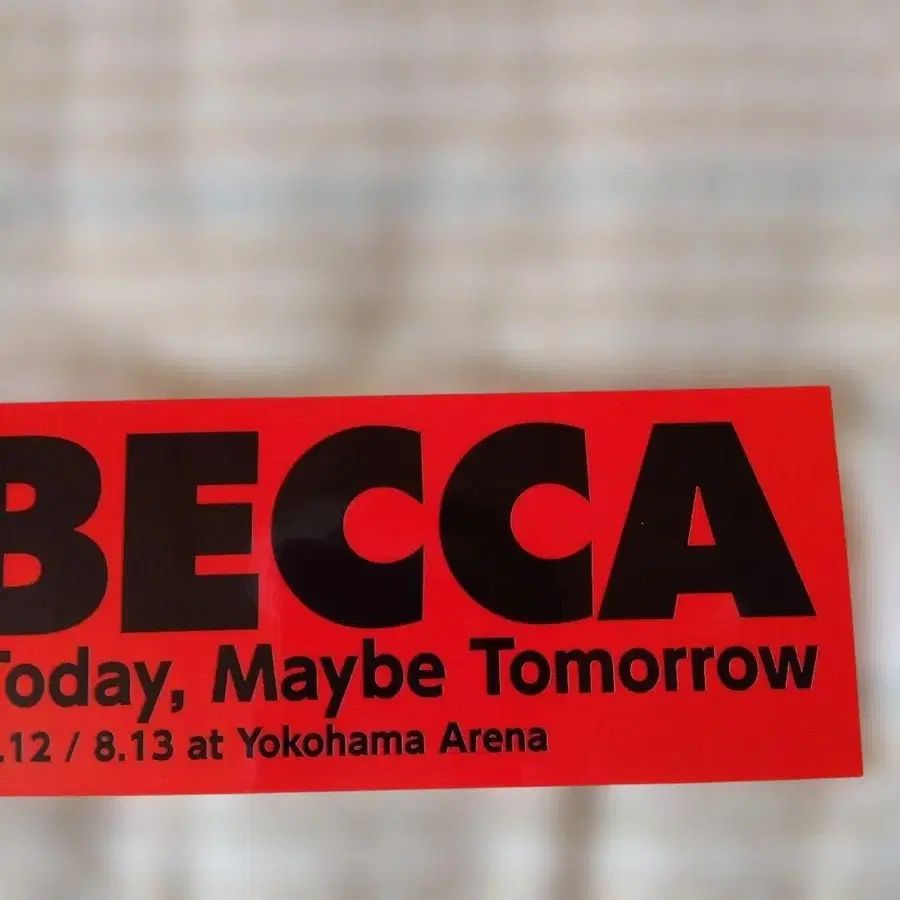 BECCA
Today, Maybe Tomorrow
.12 / 8.13 at Yokohama Arena